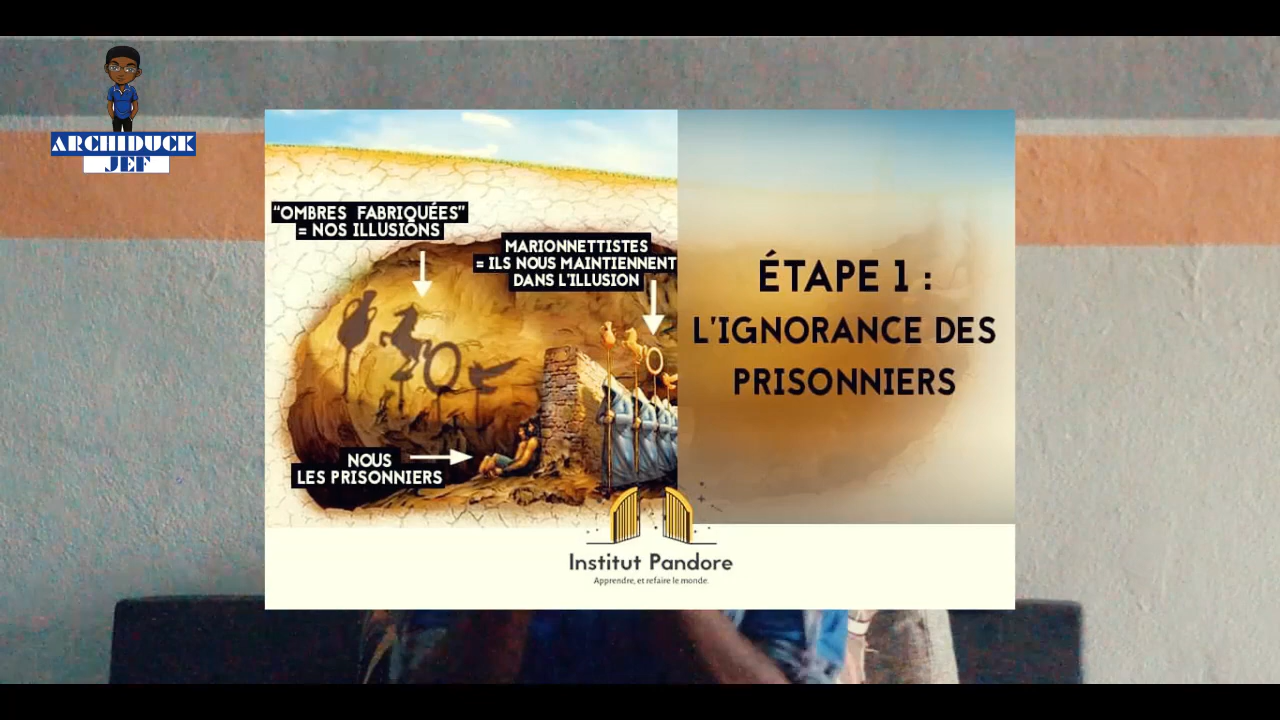 ARCHIDUCK
JEF
"OMBRES FABRIQUÉES"
= NOS ILLUSIONS
MARIONNETTISTES
= ILS NOUS MAINTIENNENT
DANS L'ILLUSION
NOUS
LES PRISONNIERS
ÉTAPE 1 :
L'IGNORANCE DES
PRISONNIERS
Institut Pandore
Apprendre, et refaire le monde.